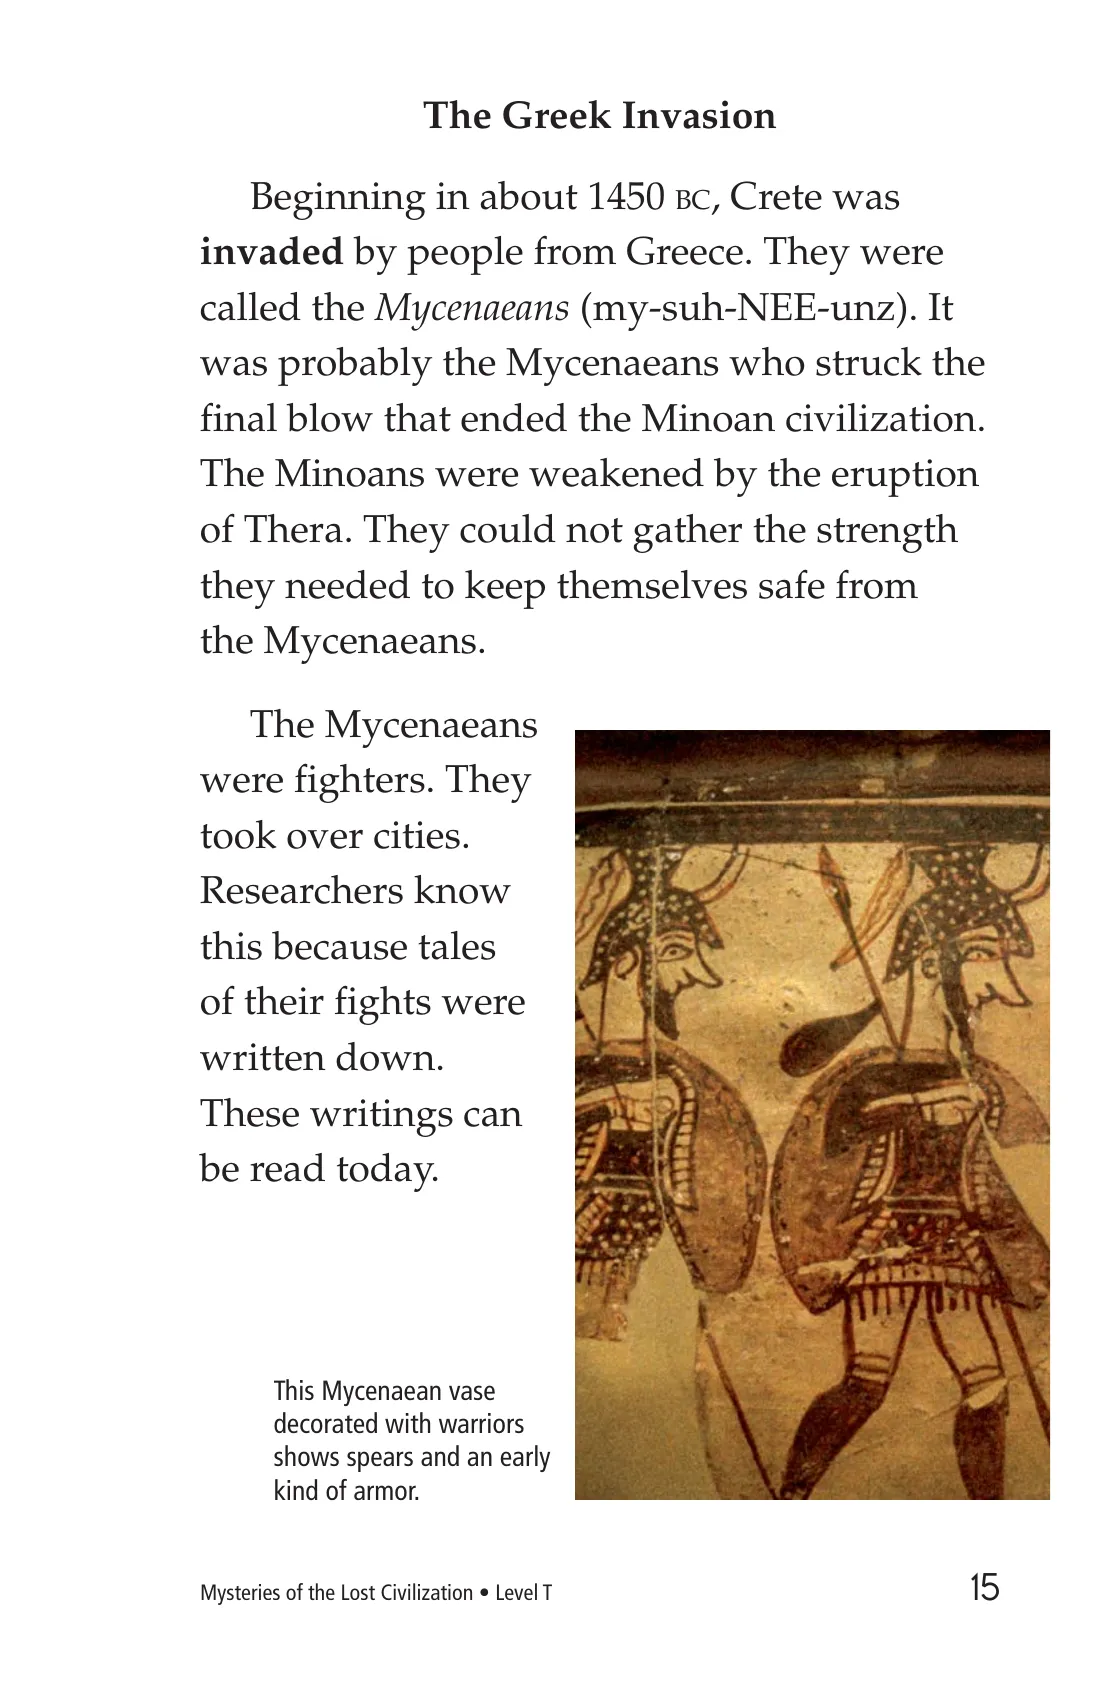 The Greek Invasion
Beginning in about 1450 BC, Crete was
invaded by people from Greece. They were
called the Mycenaeans (my-suh-NEE-unz). It
was probably the Mycenaeans who struck the
final blow that ended the Minoan civilization.
The Minoans were weakened by the eruption
of Thera. They could not gather the strength
they needed to keep themselves safe from
the Mycenaeans.
The Mycenaeans
were fighters. They
took over cities.
Researchers know
this because tales
of their fights were
written down.
These writings can
be read today.
This Mycenaean vase
decorated with warriors
shows spears and an early
kind of armor.
Mysteries of the Lost Civilization • Level T
15